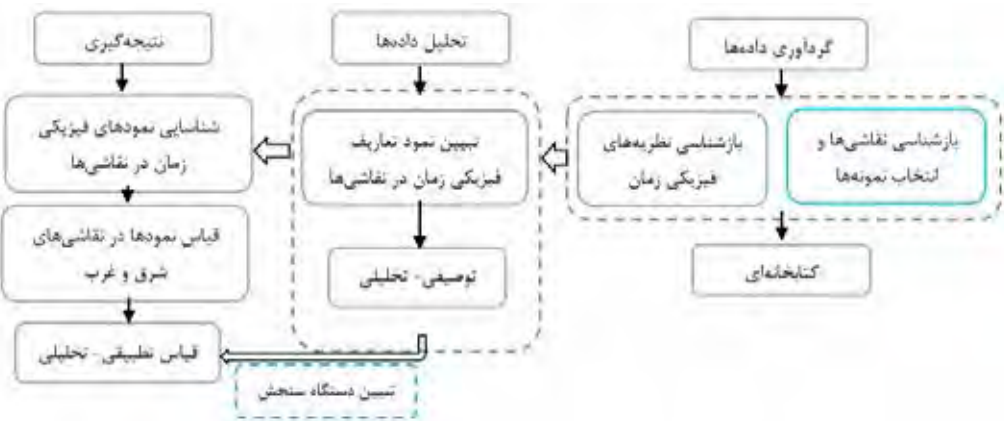 گردآوری داده‌ها
بازشناسی نقاشی‌ها و
انتخاب نمونه‌ها
بازشناسی نظریه‌های
فیزیکی زمان
کتابخانه‌ای
تحلیل داده‌ها
تبیین نمود تعاریف
فیزیکی زمان در نقاشی‌ها
توصیفی- تحلیلی
تبیین دستگاه سنجش
نتیجه‌گیری
شناسایی نمودهای فیزیکی
زمان در نقاشی‌ها
قیاس نمودها در نقاشی‌های
شرق و غرب
قیاس تطبیقی- تحلیلی